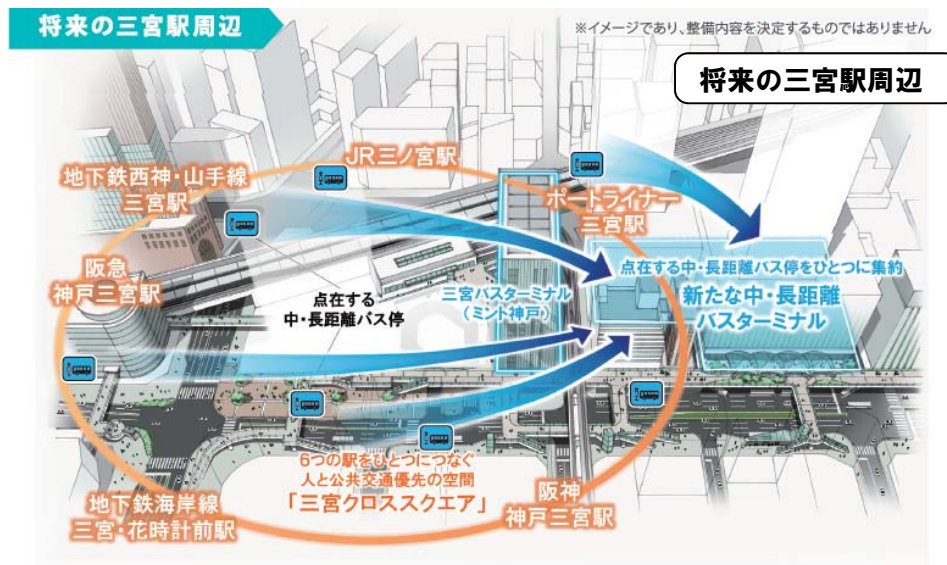 将来の三宮駅周辺
※イメージであり、整備内容を決定するものではありません
将来の三宮駅周辺
JR三ノ宮駅
地下鉄西神・山手線
三宮駅
ポートライナー
三宮駅
阪急
神戸三宮駅
点在する
中・長距離バス停
三宮バスターミナル
（ミント神戸）
点在する中・長距離バス停をひとつに集約
新たな中・長距離
バスターミナル
6つの駅をひとつにつなぐ
人と公共交通優先の空間
「三宮クロススクエア」
地下鉄海岸線
三宮・花時計前駅
阪神
神戸三宮駅